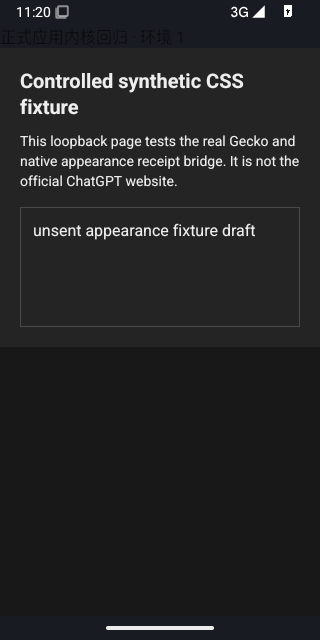 11:20
3G
正式应用内核回归 · 环境 1
Controlled synthetic CSS
fixture
This loopback page tests the real Gecko and
native appearance receipt bridge. It is not the
official ChatGPT website.
unsent appearance fixture draft